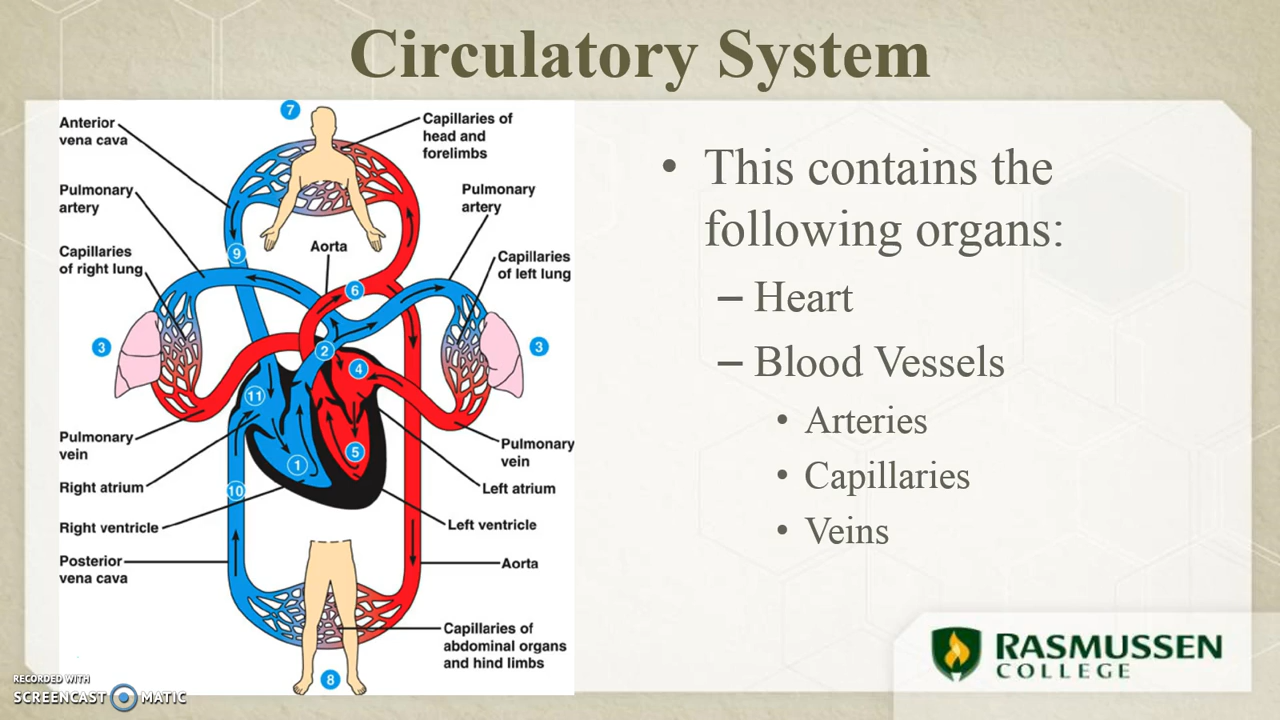 Circulatory System
7
Anterior
vena cava
Capillaries of
head and
forelimbs
Pulmonary
artery
Pulmonary
artery
Aorta
Capillaries
of right lung
9
Capillaries
of left lung
6
3
2
3
4
11
5
1
Pulmonary
vein
Pulmonary
vein
Right atrium
10
Left atrium
Right ventricle
Left ventricle
Posterior
vena cava
Aorta
Capillaries of
abdominal organs
and hind limbs
8
• This contains the
following organs:
– Heart
– Blood Vessels
• Arteries
• Capillaries
• Veins
RASMUSSEN
COLLEGE
RECORDED WITH
SCREENCAST MATIC